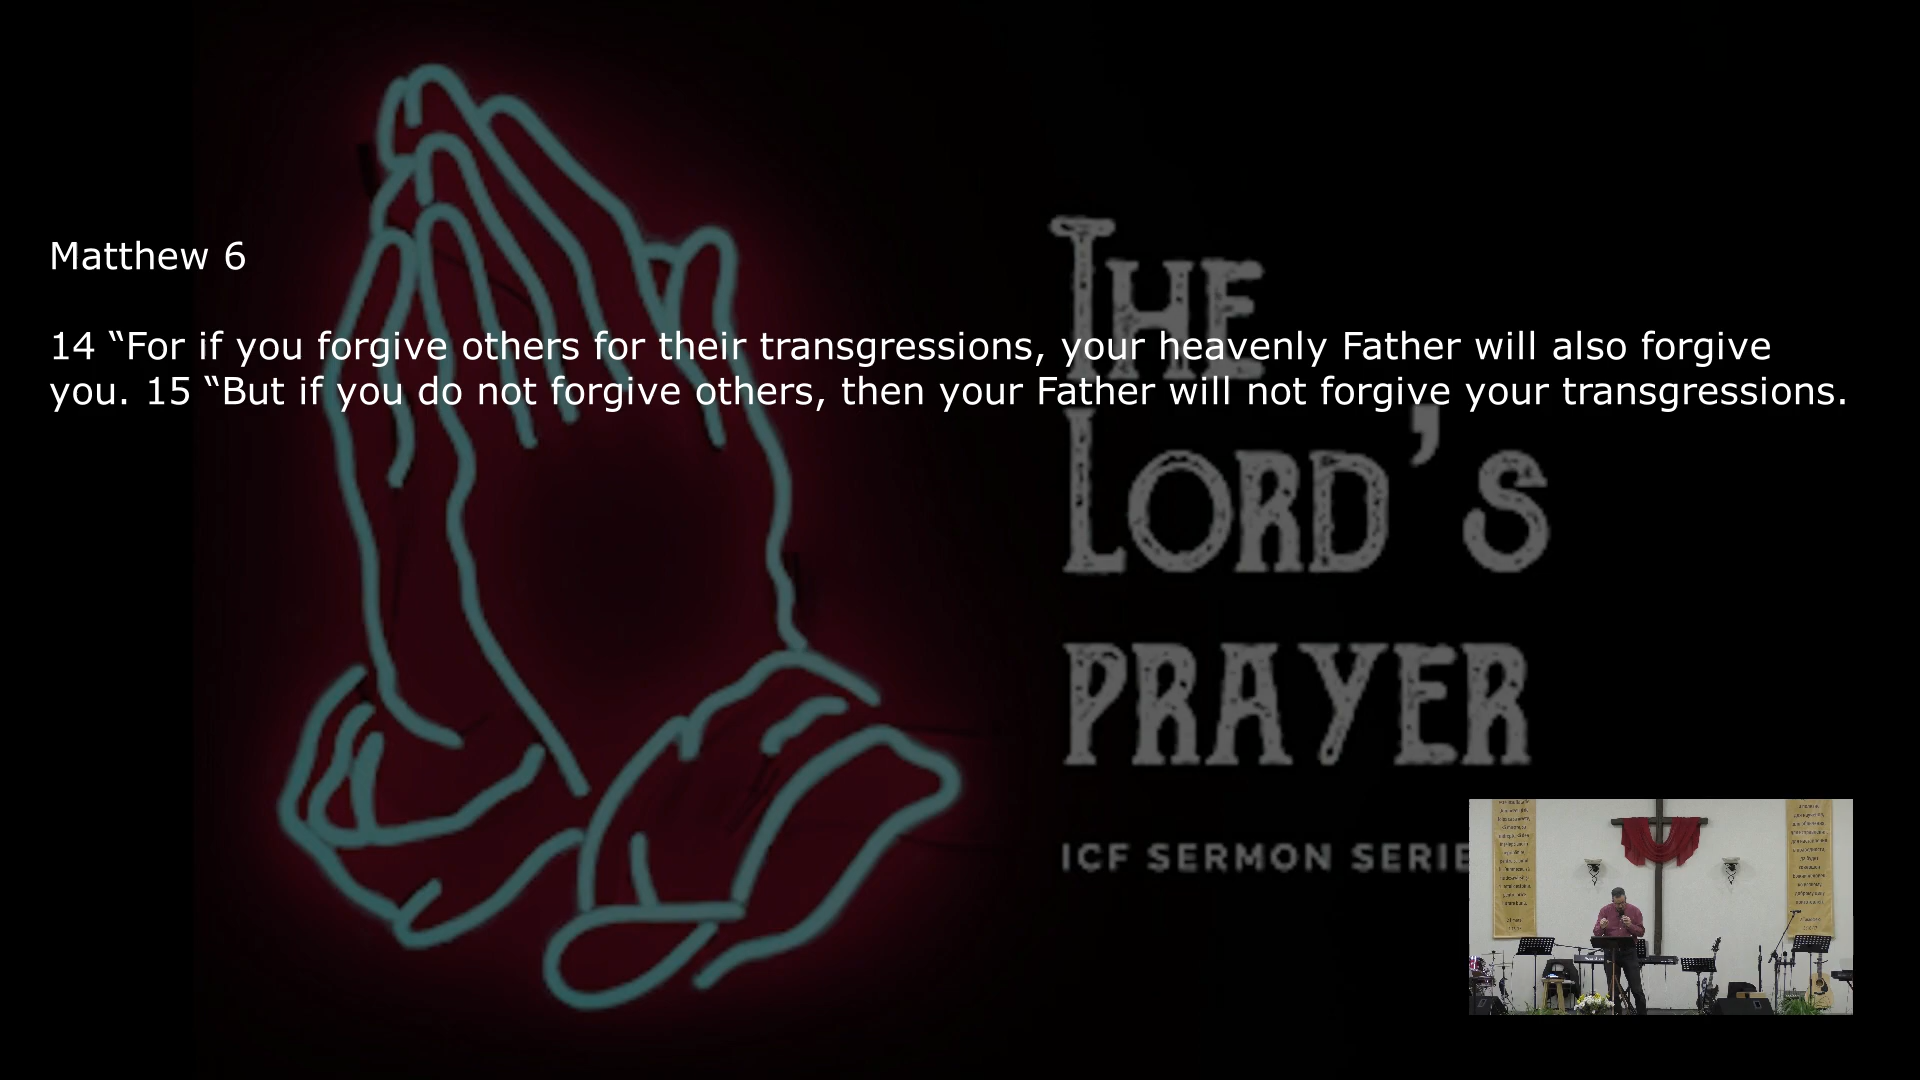 Matthew 6
14 “For if you forgive others for their transgressions, your heavenly Father will also forgive
you. 15 “But if you do not forgive others, then your Father will not forgive your transgressions.
THE
LORD’S
PRAYER
ICF SERMON SERIE